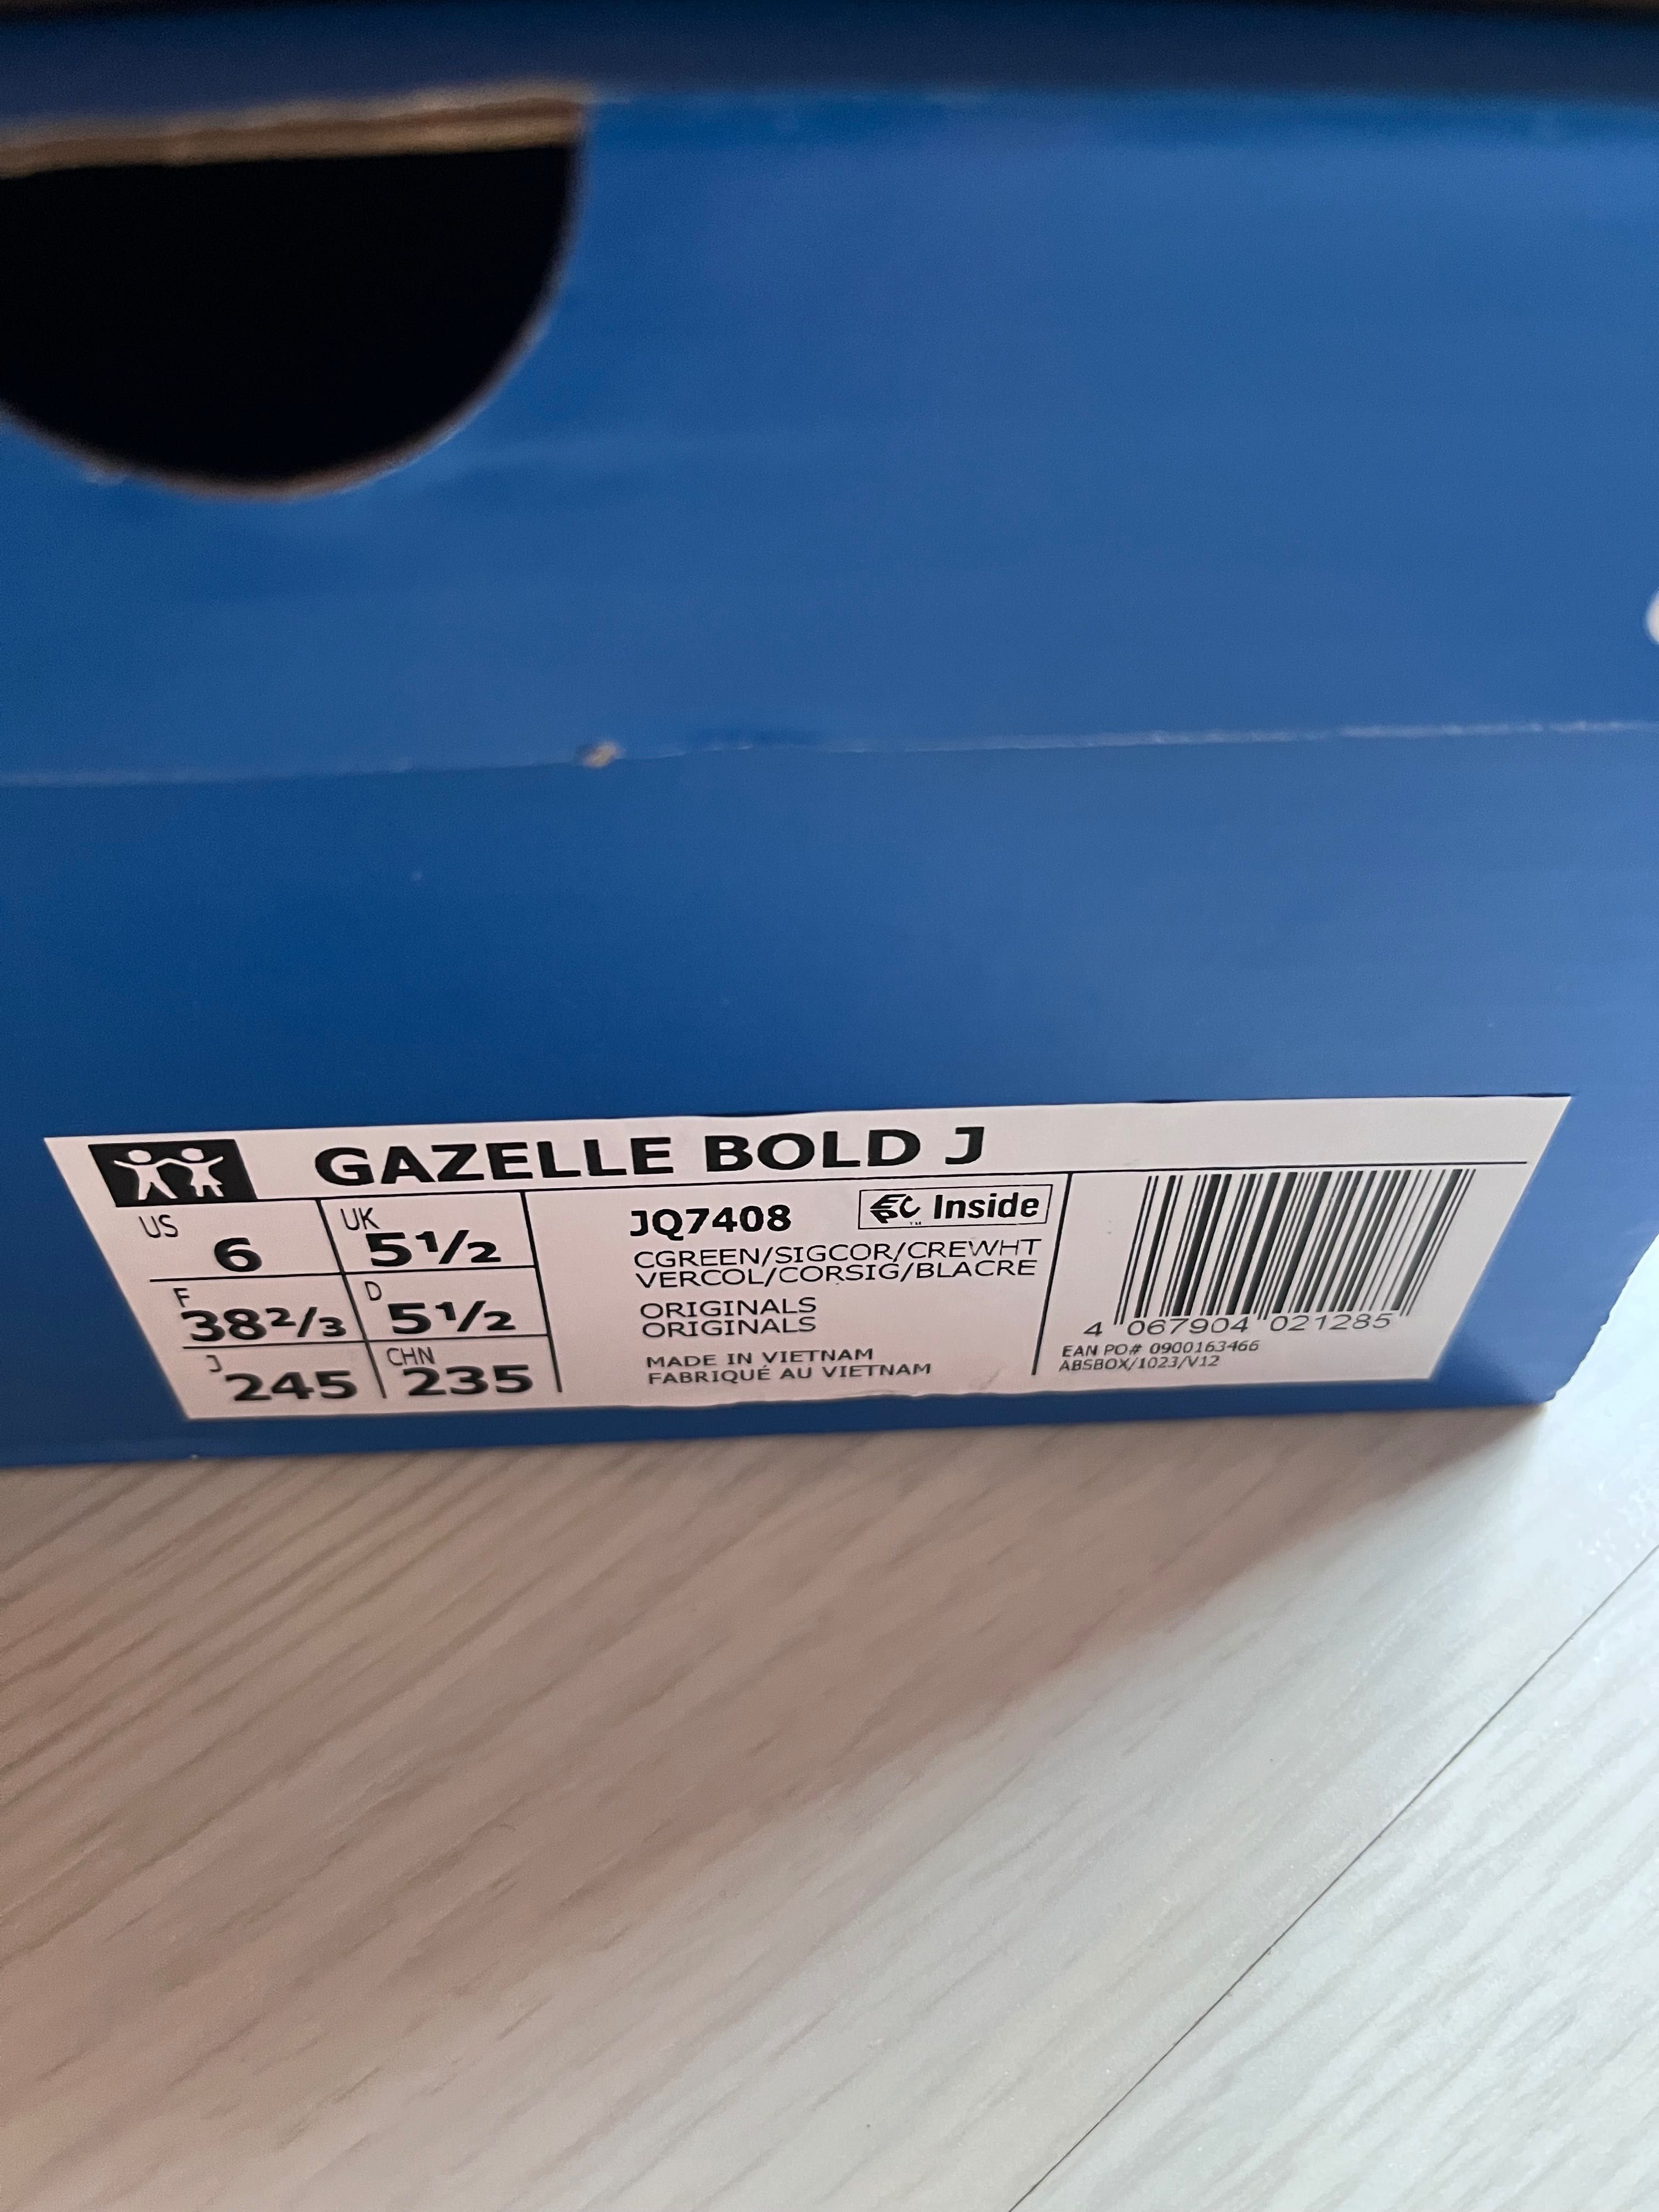 GAZELLE BOLD J
US
6
UK
5½
F
38⅔
D
5½
J
245
CHN
235
JQ7408
EPC Inside
TM
CGREEN/SIGCOR/CREWHT
VERCOL/CORSIG/BLACRE
ORIGINALS
ORIGINALS
MADE IN VIETNAM
FABRIQUÉ AU VIETNAM
4 067904 021285
EAN PO# 0900163466
ABSBOX/1023/V12